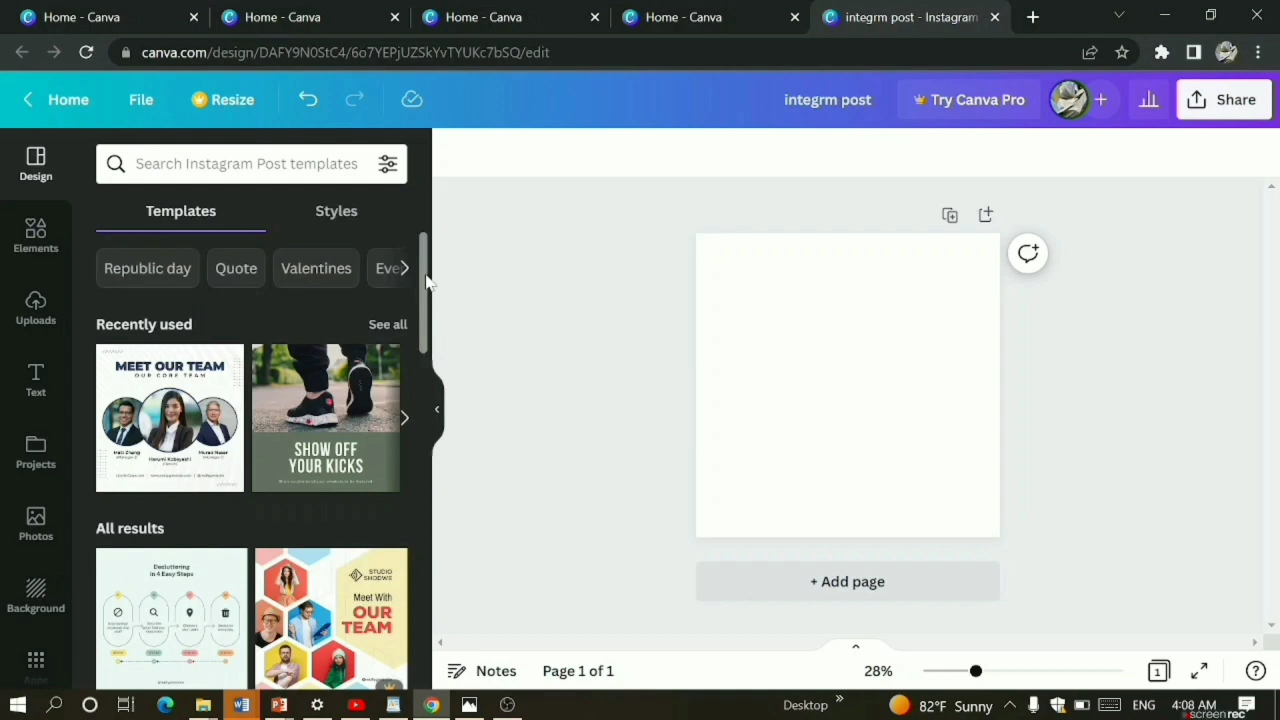 Home - Canva
Home - Canva
Home - Canva
Home - Canva
integrm post - Instagram
canva.com/design/DAFY9N0StC4/6o7YEPjUZSkYvTYUKc7bSQ/edit
Home
File
Resize
integrm post
Try Canva Pro
Share
Design
Elements
Uploads
Text
Projects
Photos
Background
Apps
Search Instagram Post templates
Templates
Styles
Republic day
Quote
Valentines
Eve
Recently used
See all
MEET OUR TEAM
OUR CORE TEAM
SHOW OFF
YOUR KICKS
All results
Decluttering
in 4 Easy Steps
STUDIO
SHODWE
Meet With
OUR
TEAM
+ Add page
Notes
Page 1 of 1
28%
1
Desktop
82°F Sunny
ENG
4:08 AM
screenrec